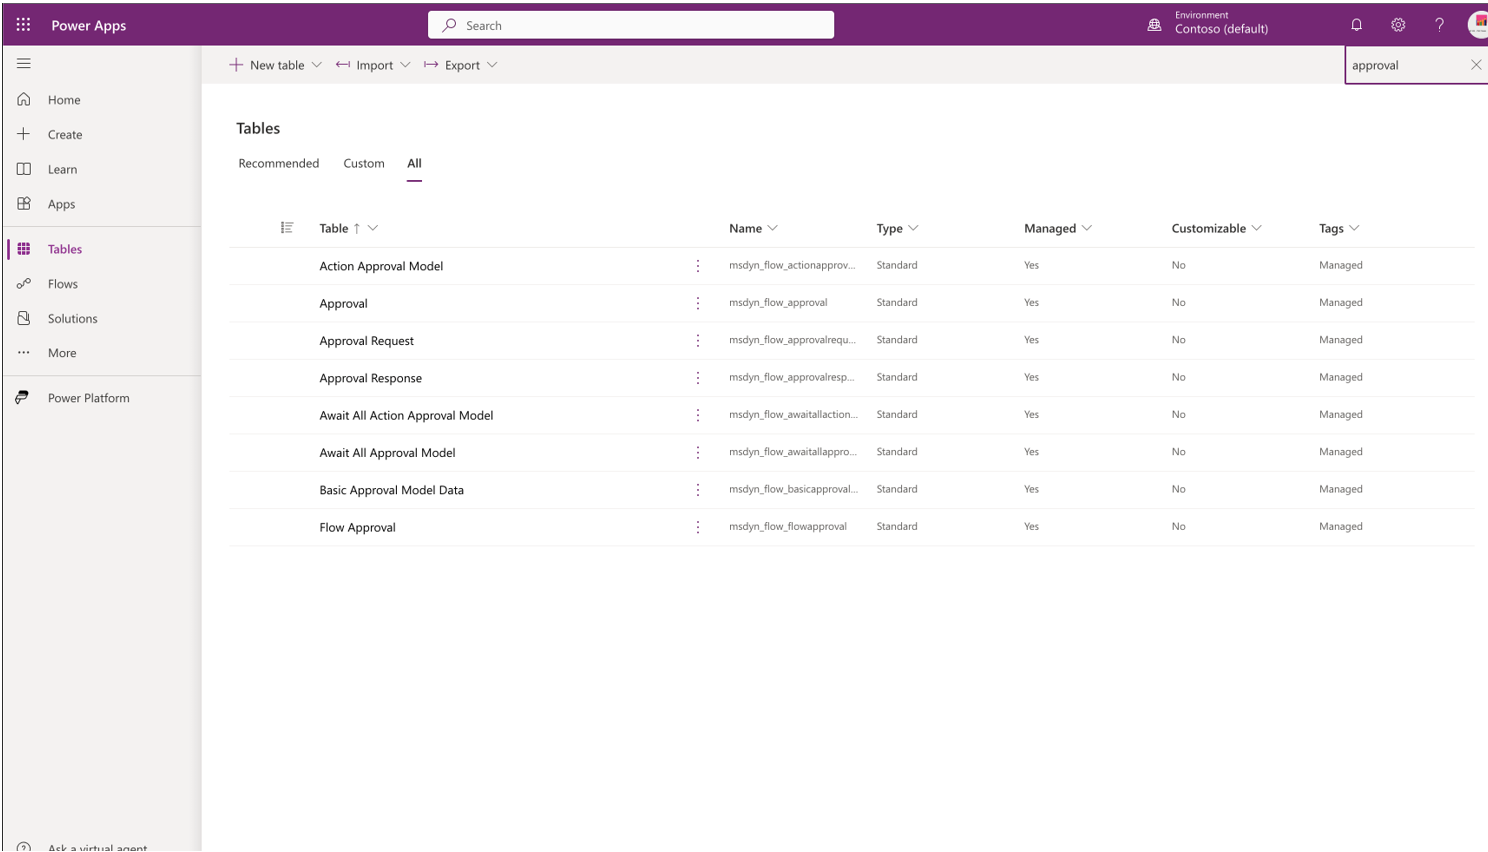 Power Apps
Search
Environment
Contoso (default)
New table
Import
Export
approval
Home
Create
Learn
Apps
Tables
Flows
Solutions
More
Power Platform
Ask a virtual agent
Tables
Recommended Custom All
Table Name Type Managed Customizable Tags
Action Approval Model msdyn_flow_actionapprov... Standard Yes No Managed
Approval msdyn_flow_approval Standard Yes No Managed
Approval Request msdyn_flow_approvalrequ... Standard Yes No Managed
Approval Response msdyn_flow_approvalresp... Standard Yes No Managed
Await All Action Approval Model msdyn_flow_awaitallaction... Standard Yes No Managed
Await All Approval Model msdyn_flow_awaitallappro... Standard Yes No Managed
Basic Approval Model Data msdyn_flow_basicapproval... Standard Yes No Managed
Flow Approval msdyn_flow_flowapproval Standard Yes No Managed